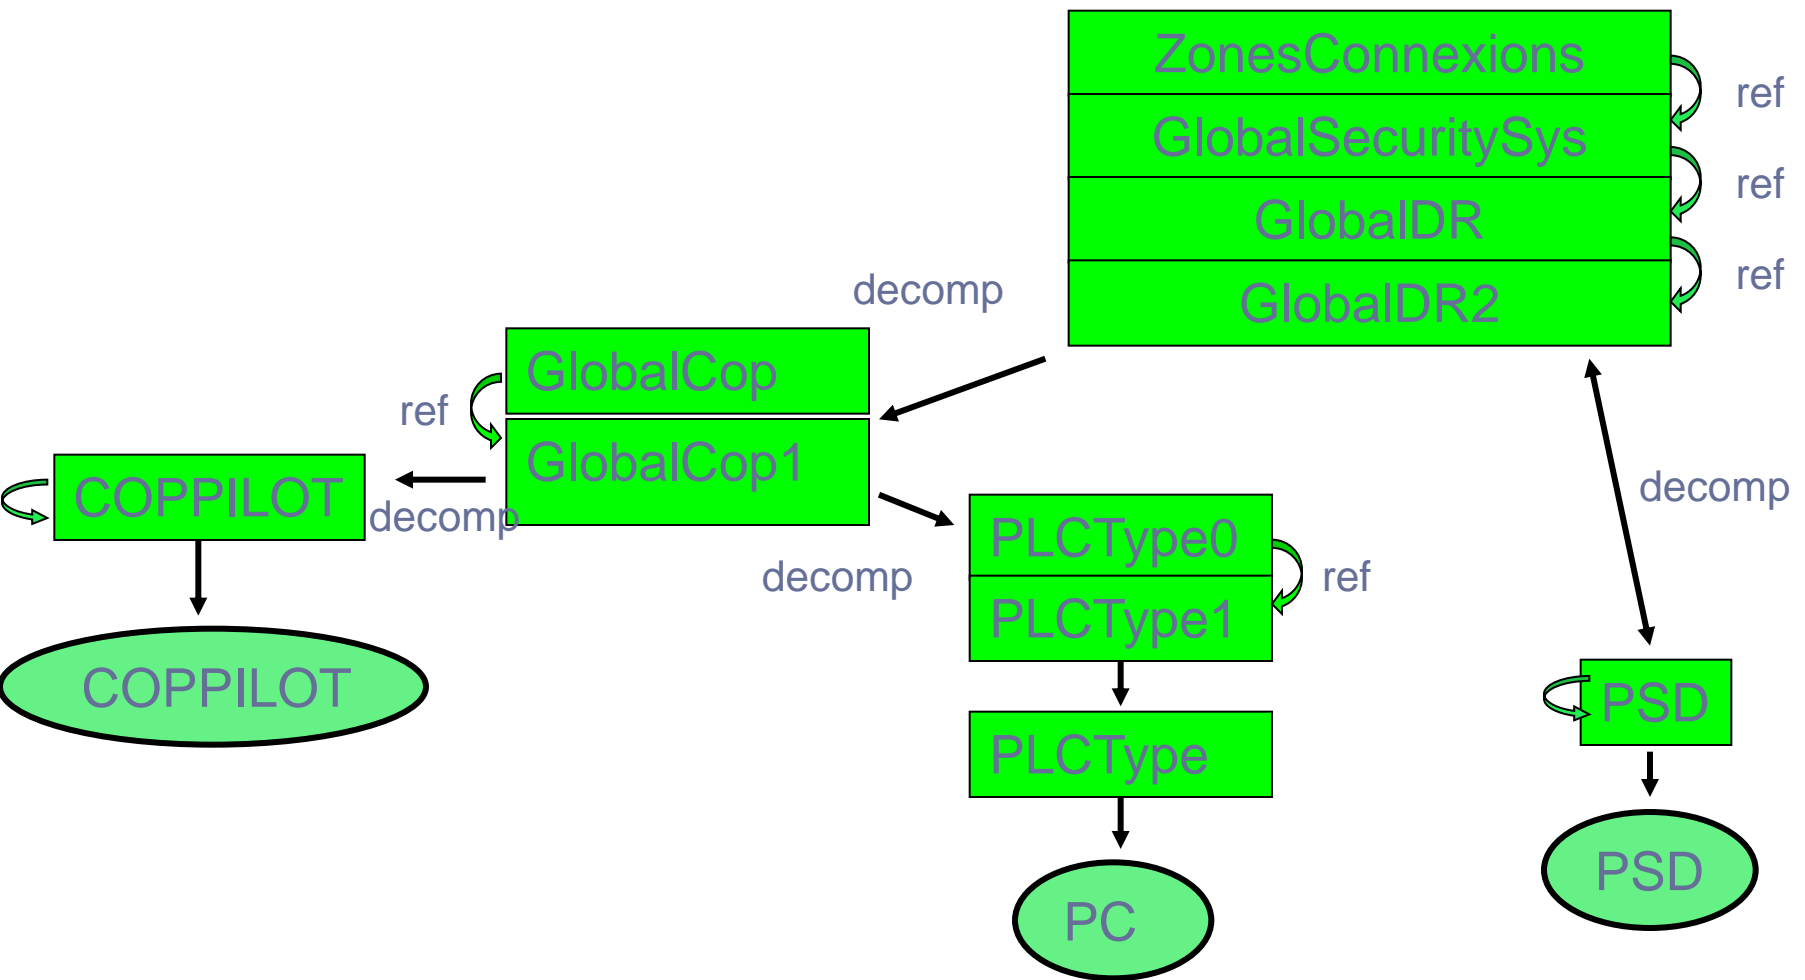 ZonesConnexions
ref
GlobalSecuritySys
ref
GlobalDR
ref
GlobalDR2
decomp
GlobalCop
ref
GlobalCop1
COPPILOT
decomp
decomp
PLCType0
decomp
ref
PLCType1
COPPILOT
PSD
PLCType
PSD
PC